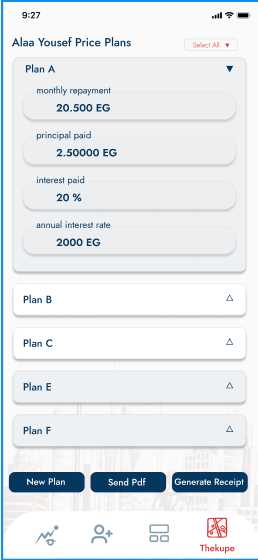 9:27
Alaa Yousef Price Plans
Select All
Plan A
monthly repayment
20.500 EG
principal paid
2.50000 EG
interest paid
20 %
annual interest rate
2000 EG
Plan B
Plan C
Plan E
Plan F
New Plan
Send Pdf
Generate Receipt
Thekupe